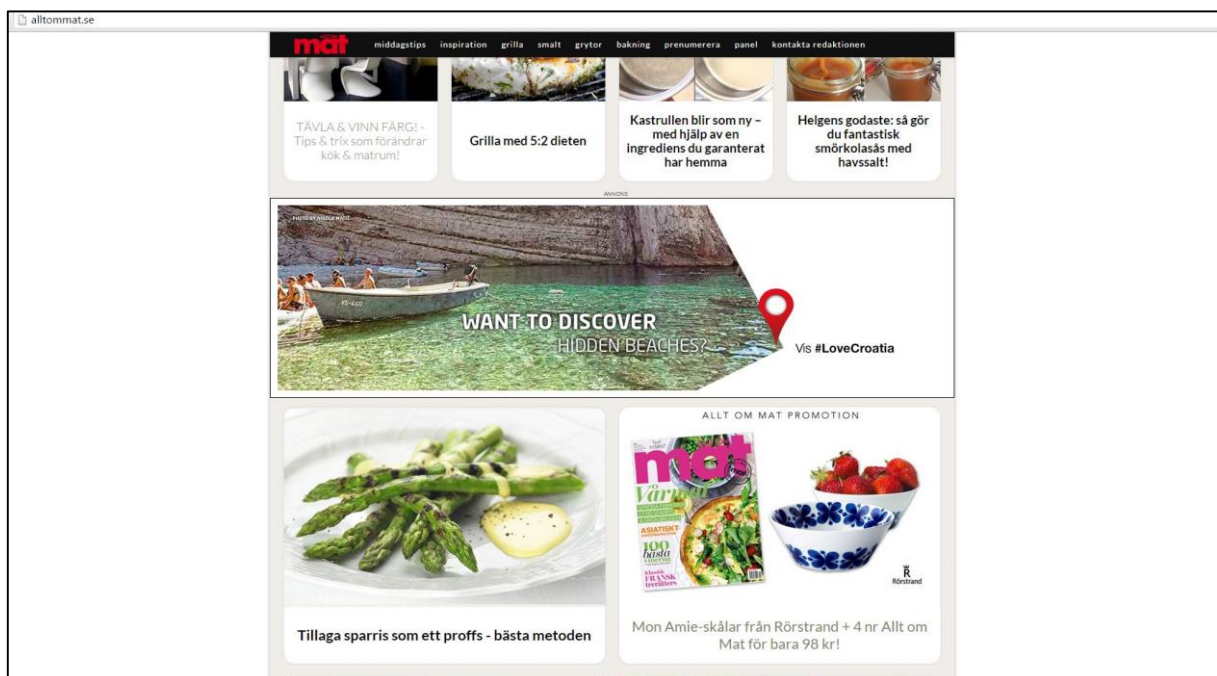 alltommat.se
mat
middagstips inspiration grilla smalt grytor bakning prenumerera panel kontakta redaktionen
TÄVLA & VINN FÄRG! -
Tips & trix som förändrar
kök & matrum!
Grilla med 5:2 dieten
Kastrullen blir som ny –
med hjälp av en
ingrediens du garanterat
har hemma
Helgens godaste: så gör
du fantastisk
smörkolasås med
havssalt!
ANNONS
WANT TO DISCOVER
HIDDEN BEACHES?
Vis #LoveCroatia
Tillaga sparris som ett proffs - bästa metoden
ALLT OM MAT PROMOTION
mat
ASIATISKT
100
bästa
FRANSK
Rörstrand
Mon Amie-skålar från Rörstrand + 4 nr Allt om
Mat för bara 98 kr!